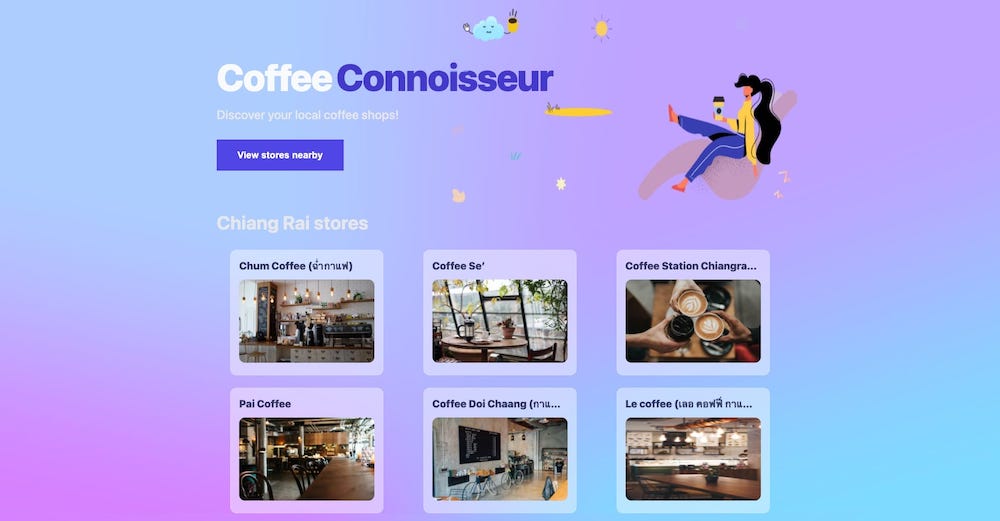 Coffee Connoisseur
Discover your local coffee shops!
View stores nearby
Chiang Rai stores
Chum Coffee (ฉ่ำกาแฟ)
Coffee Se’
Coffee Station Chiangra...
Pai Coffee
Coffee Doi Chaang (กาแ...
Le coffee (เลอ คอฟฟี่ กาแ...